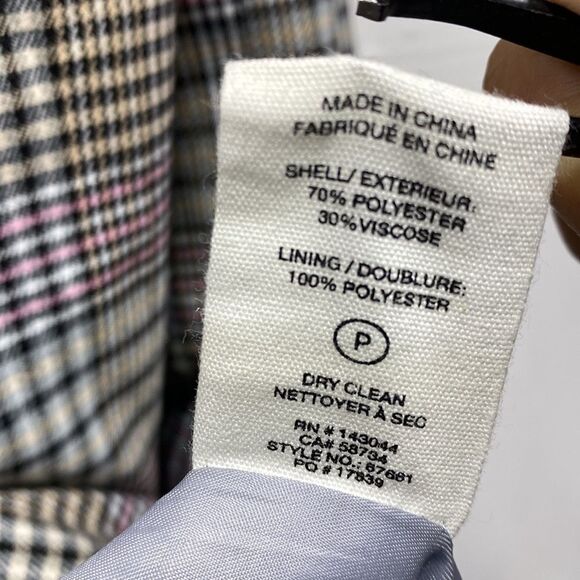 MADE IN CHINA
FABRIQUÉ EN CHINE
SHELL/ EXTERIEUR:
70% POLYESTER
30%VISCOSE
LINING / DOUBLURE:
100% POLYESTER
P
DRY CLEAN
NETTOYER À SEC
RN # 143044
CA# 58734
STYLE NO.: 67661
PO # 17839